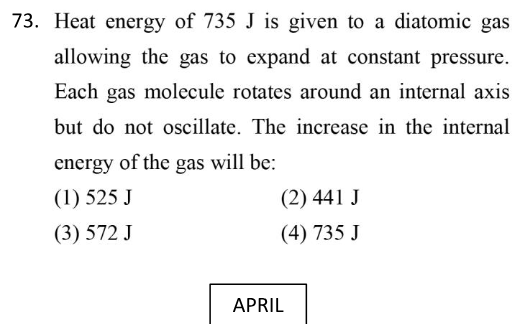 73. Heat energy of 735 J is given to a diatomic gas
allowing the gas to expand at constant pressure.
Each gas molecule rotates around an internal axis
but do not oscillate. The increase in the internal
energy of the gas will be:
(1) 525 J (2) 441 J
(3) 572 J (4) 735 J
APRIL